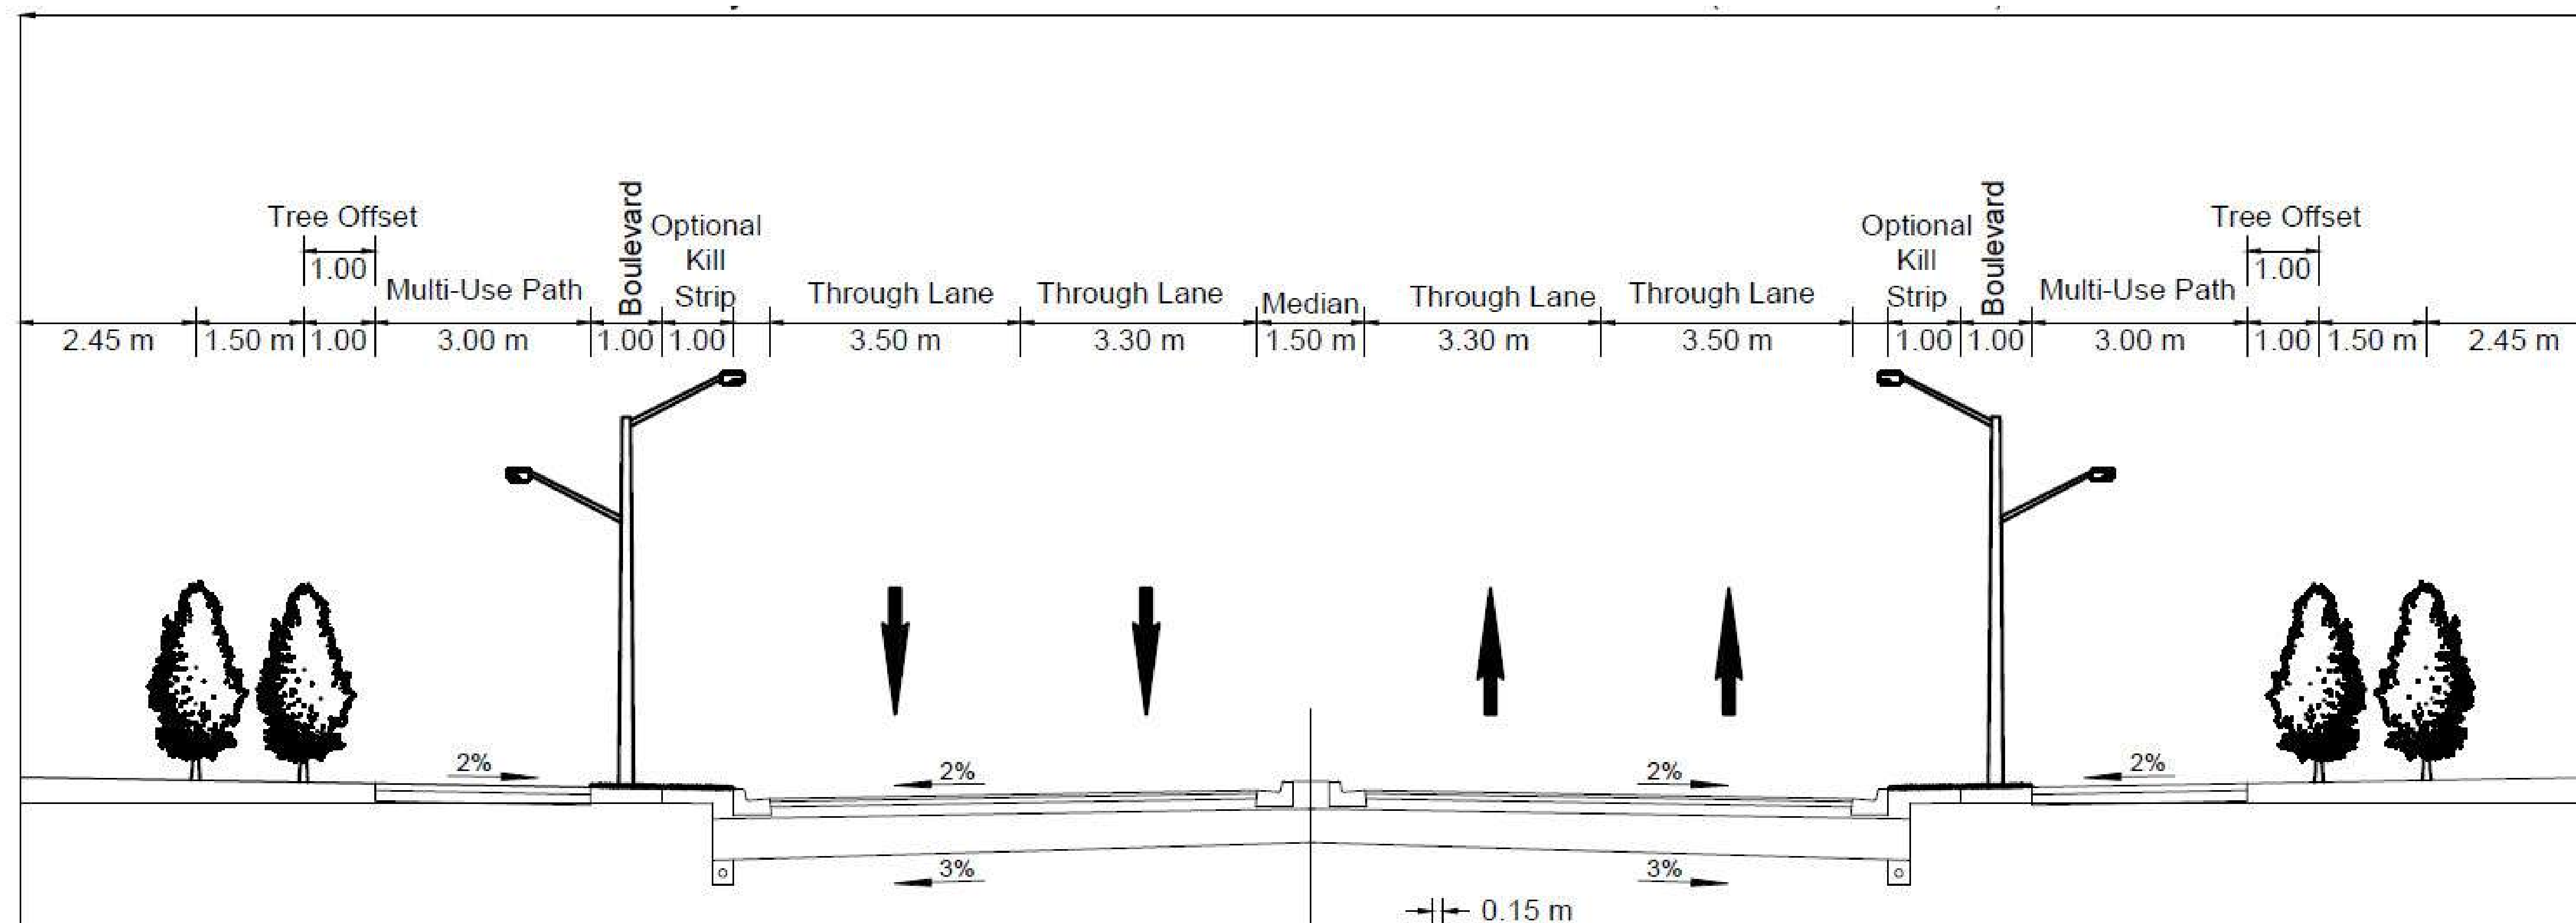 Tree Offset
1.00
Multi-Use Path
Boulevard
Optional
Kill
Strip
Through Lane
Through Lane
Median
Through Lane
Through Lane
Optional
Kill
Strip
Boulevard
Multi-Use Path
Tree Offset
1.00
2.45 m 1.50 m 1.00 3.00 m 1.00 1.00 3.50 m 3.30 m 1.50 m 3.30 m 3.50 m 1.00 1.00 3.00 m 1.00 1.50 m 2.45 m
2% 2% 2% 2%
3% 3%
0.15 m